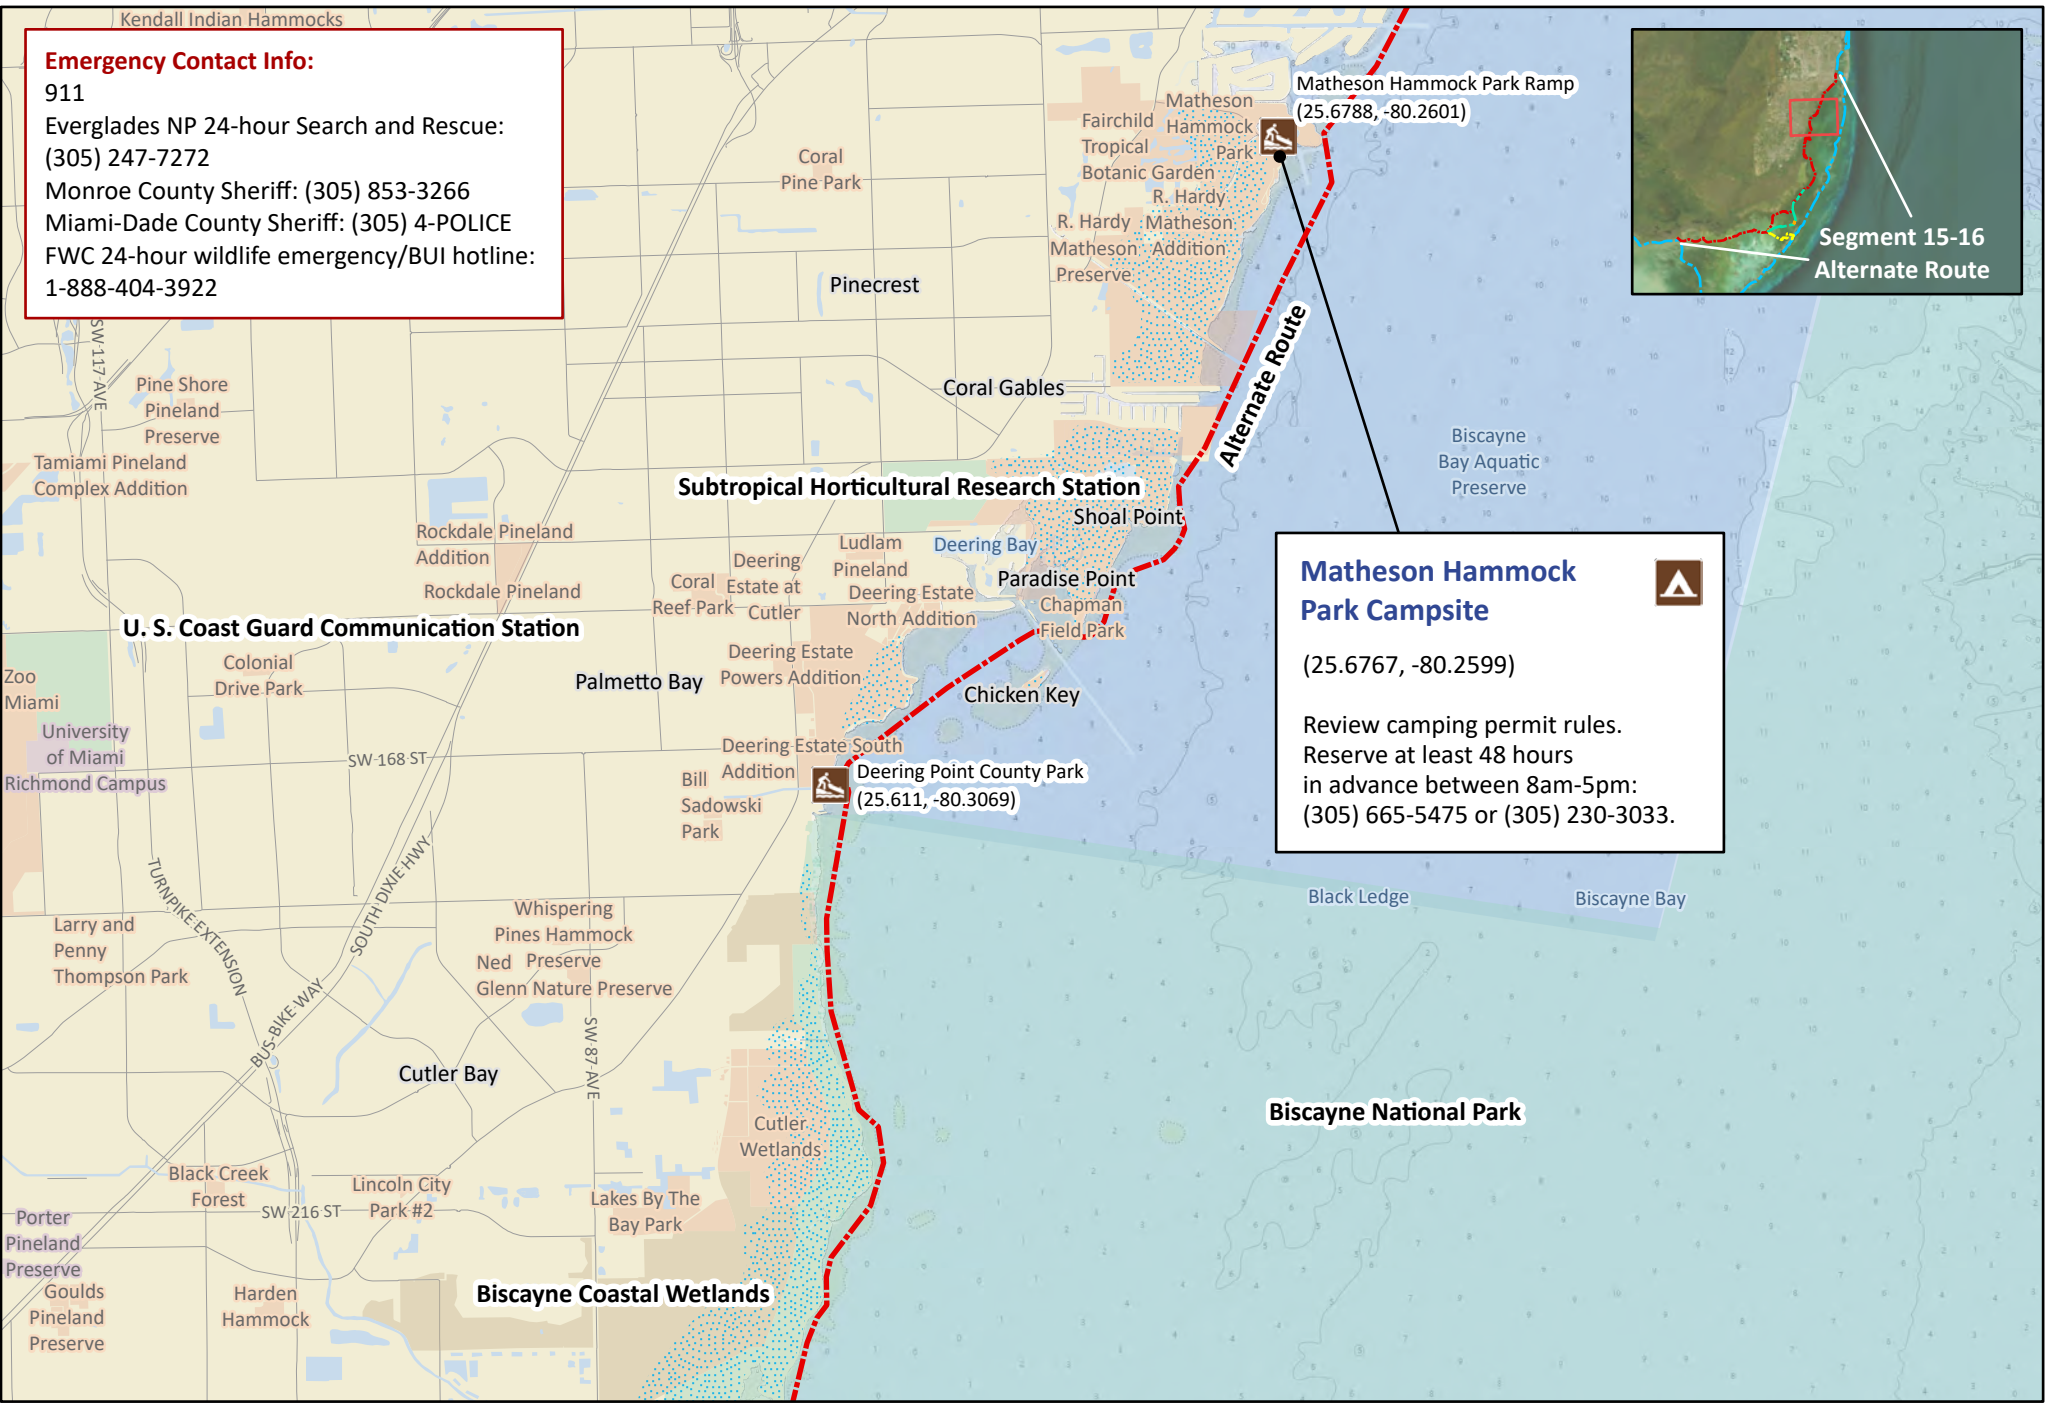 Kendall Indian Hammocks
Emergency Contact Info:
911
Everglades NP 24-hour Search and Rescue:
(305) 247-7272
Monroe County Sheriff: (305) 853-3266
Miami-Dade County Sheriff: (305) 4-POLICE
FWC 24-hour wildlife emergency/BUI hotline:
1-888-404-3922
Matheson Hammock Park Ramp
(25.6788, -80.2601)
Matheson
Hammock
Park
Fairchild
Tropical
Botanic Garden
Coral
Pine Park
R. Hardy
Matheson
Addition
R. Hardy
Matheson
Preserve
Segment 15-16
Alternate Route
Pinecrest
Alternate Route
SW 117 AVE
Coral Gables
Pine Shore
Pineland
Preserve
Tamiami Pineland
Complex Addition
Biscayne
Bay Aquatic
Preserve
Subtropical Horticultural Research Station
Shoal Point
Rockdale Pineland
Addition
Rockdale Pineland
Ludlam
Pineland
Deering Bay
Deering
Estate at
Cutler
Coral
Reef Park
Deering Estate
North Addition
Paradise Point
Chapman
Field Park
U. S. Coast Guard Communication Station
Matheson Hammock
Park Campsite
(25.6767, -80.2599)
Review camping permit rules.
Reserve at least 48 hours
in advance between 8am-5pm:
(305) 665-5475 or (305) 230-3033.
Zoo
Miami
Colonial
Drive Park
Deering Estate
Powers Addition
Palmetto Bay
Chicken Key
University
of Miami
Richmond Campus
SW 168 ST
Deering Estate South
Addition
Bill
Sadowski
Park
Deering Point County Park
(25.611, -80.3069)
TURNPIKE EXTENSION
SOUTH DIXIE HWY
BUS-BIKE WAY
Black Ledge
Biscayne Bay
Larry and
Penny
Thompson Park
Whispering
Pines Hammock
Preserve
Ned
Glenn Nature Preserve
SW 87 AVE
Cutler Bay
Biscayne National Park
Cutler
Wetlands
Black Creek
Forest
Lincoln City
Park #2
SW 216 ST
Lakes By The
Bay Park
Porter
Pineland
Preserve
Goulds
Pineland
Preserve
Harden
Hammock
Biscayne Coastal Wetlands